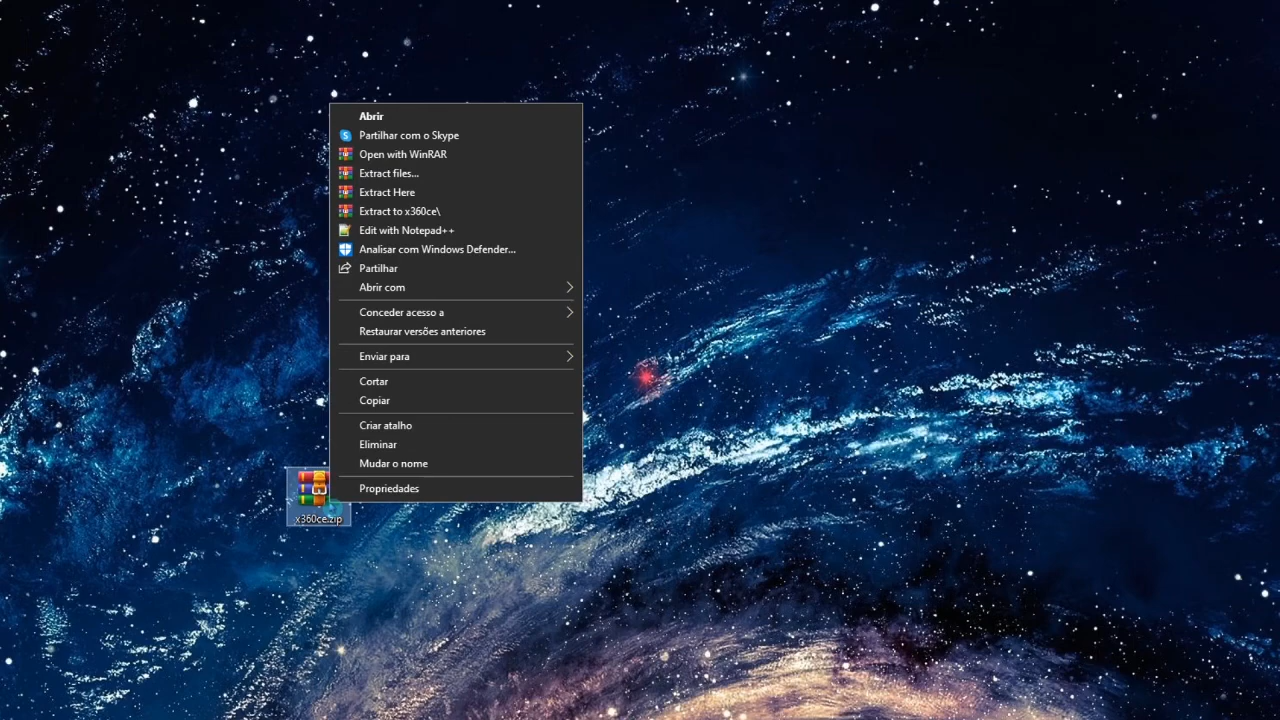 Abrir
Partilhar com o Skype
Open with WinRAR
Extract files...
Extract Here
Extract to x360ce\
Edit with Notepad++
Analisar com Windows Defender...
Partilhar
Abrir com
Conceder acesso a
Restaurar versões anteriores
Enviar para
Cortar
Copiar
Criar atalho
Eliminar
Mudar o nome
Propriedades
x360ce.zip